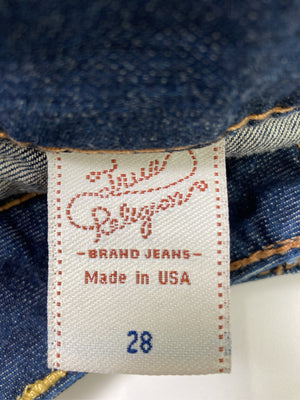 True
Religion
-BRAND JEANS-
Made in USA
28